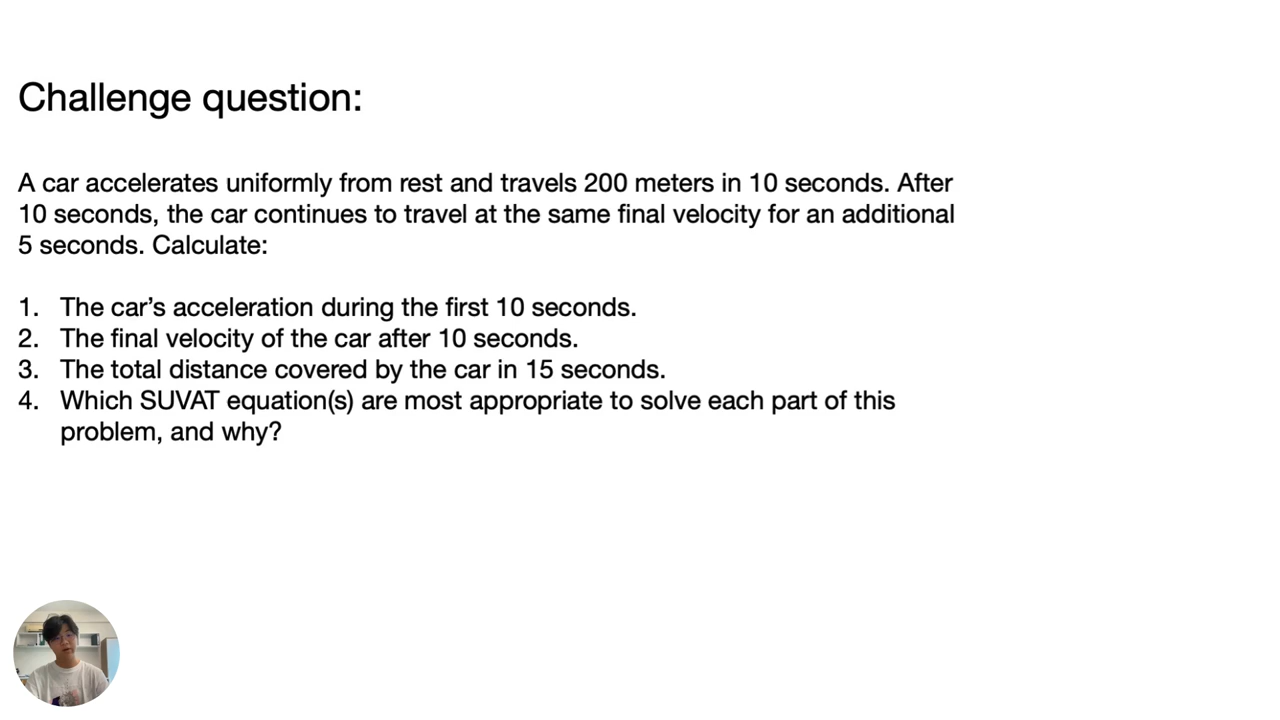 Challenge question:
A car accelerates uniformly from rest and travels 200 meters in 10 seconds. After
10 seconds, the car continues to travel at the same final velocity for an additional
5 seconds. Calculate:
1. The car’s acceleration during the first 10 seconds.
2. The final velocity of the car after 10 seconds.
3. The total distance covered by the car in 15 seconds.
4. Which SUVAT equation(s) are most appropriate to solve each part of this
problem, and why?